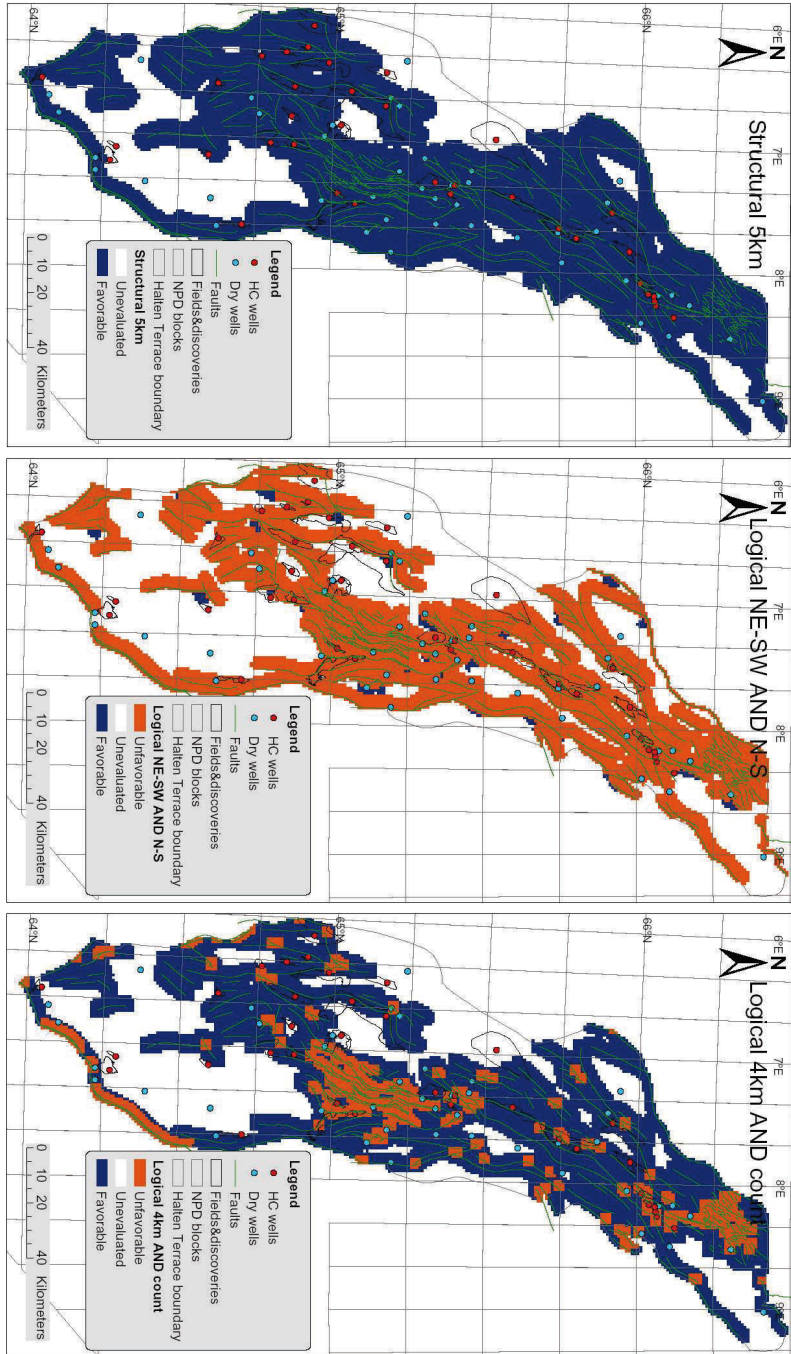 Structural 5km
N
6°E
7°E
8°E
9°E
66°N
65°N
64°N
Legend
HC wells
Dry wells
Faults
Fields&discoveries
NPD blocks
Halten Terrace boundary
Structural 5km
Unevaluated
Favorable
0 10 20 40 Kilometers
Logical NE-SW AND N-S
N
6°E
7°E
8°E
9°E
66°N
65°N
64°N
Legend
HC wells
Dry wells
Faults
Fields&discoveries
NPD blocks
Halten Terrace boundary
Logical NE-SW AND N-S
Unfavorable
Unevaluated
Favorable
0 10 20 40 Kilometers
Logical 4km AND count
N
6°E
7°E
8°E
9°E
66°N
65°N
64°N
Legend
HC wells
Dry wells
Faults
Fields&discoveries
NPD blocks
Halten Terrace boundary
Logical 4km AND count
Unfavorable
Unevaluated
Favorable
0 10 20 40 Kilometers